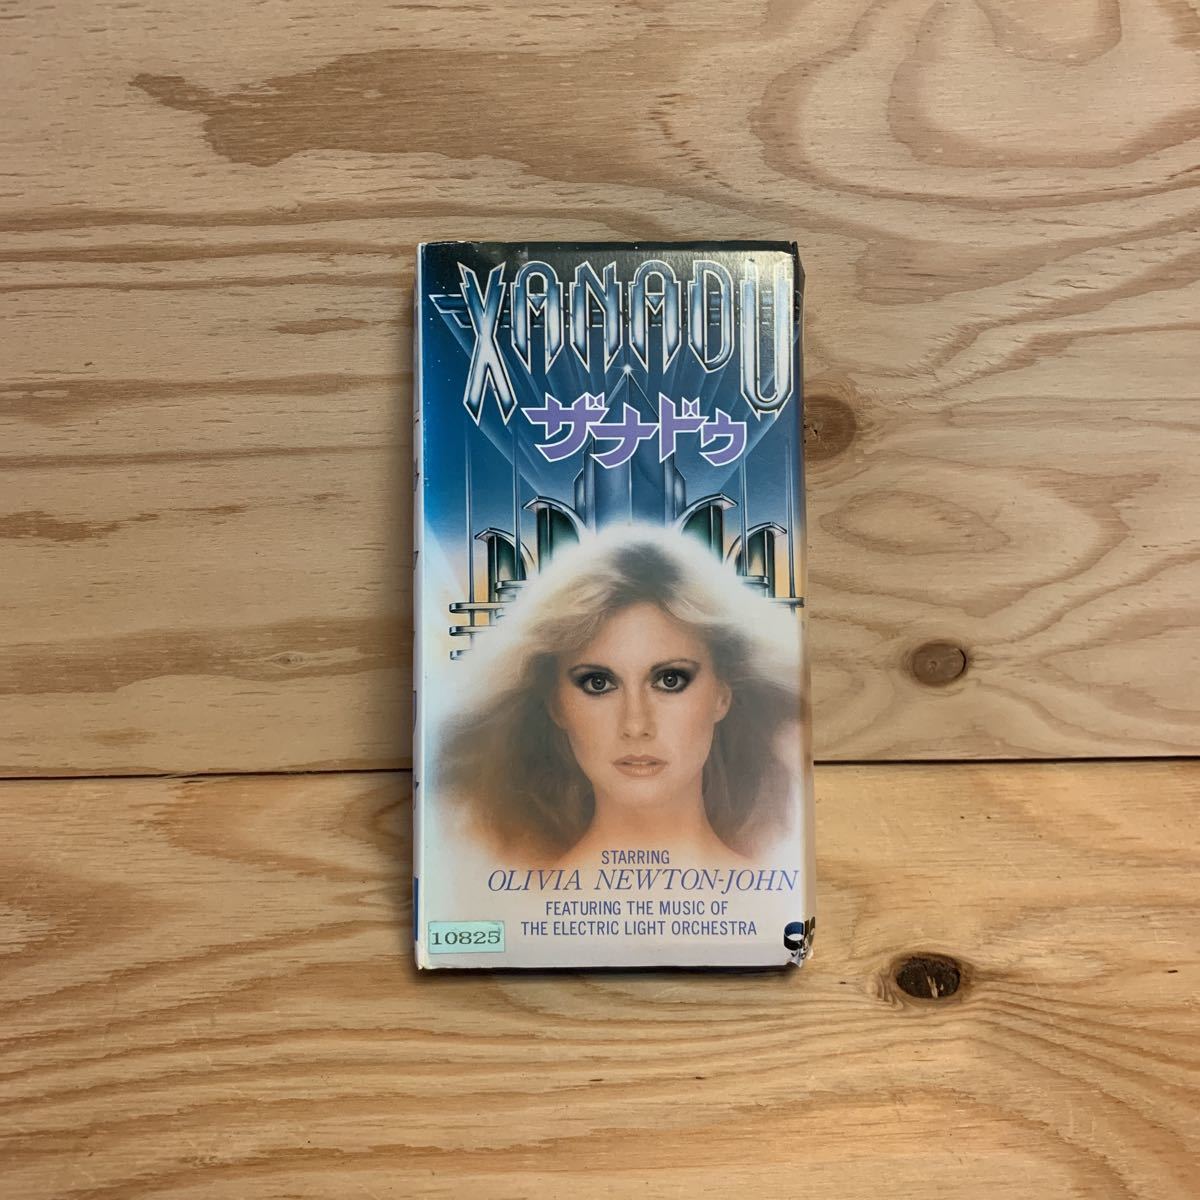 XANADU
ザナドゥ
STARRING
OLIVIA NEWTON-JOHN
FEATURING THE MUSIC OF
THE ELECTRIC LIGHT ORCHESTRA
10825